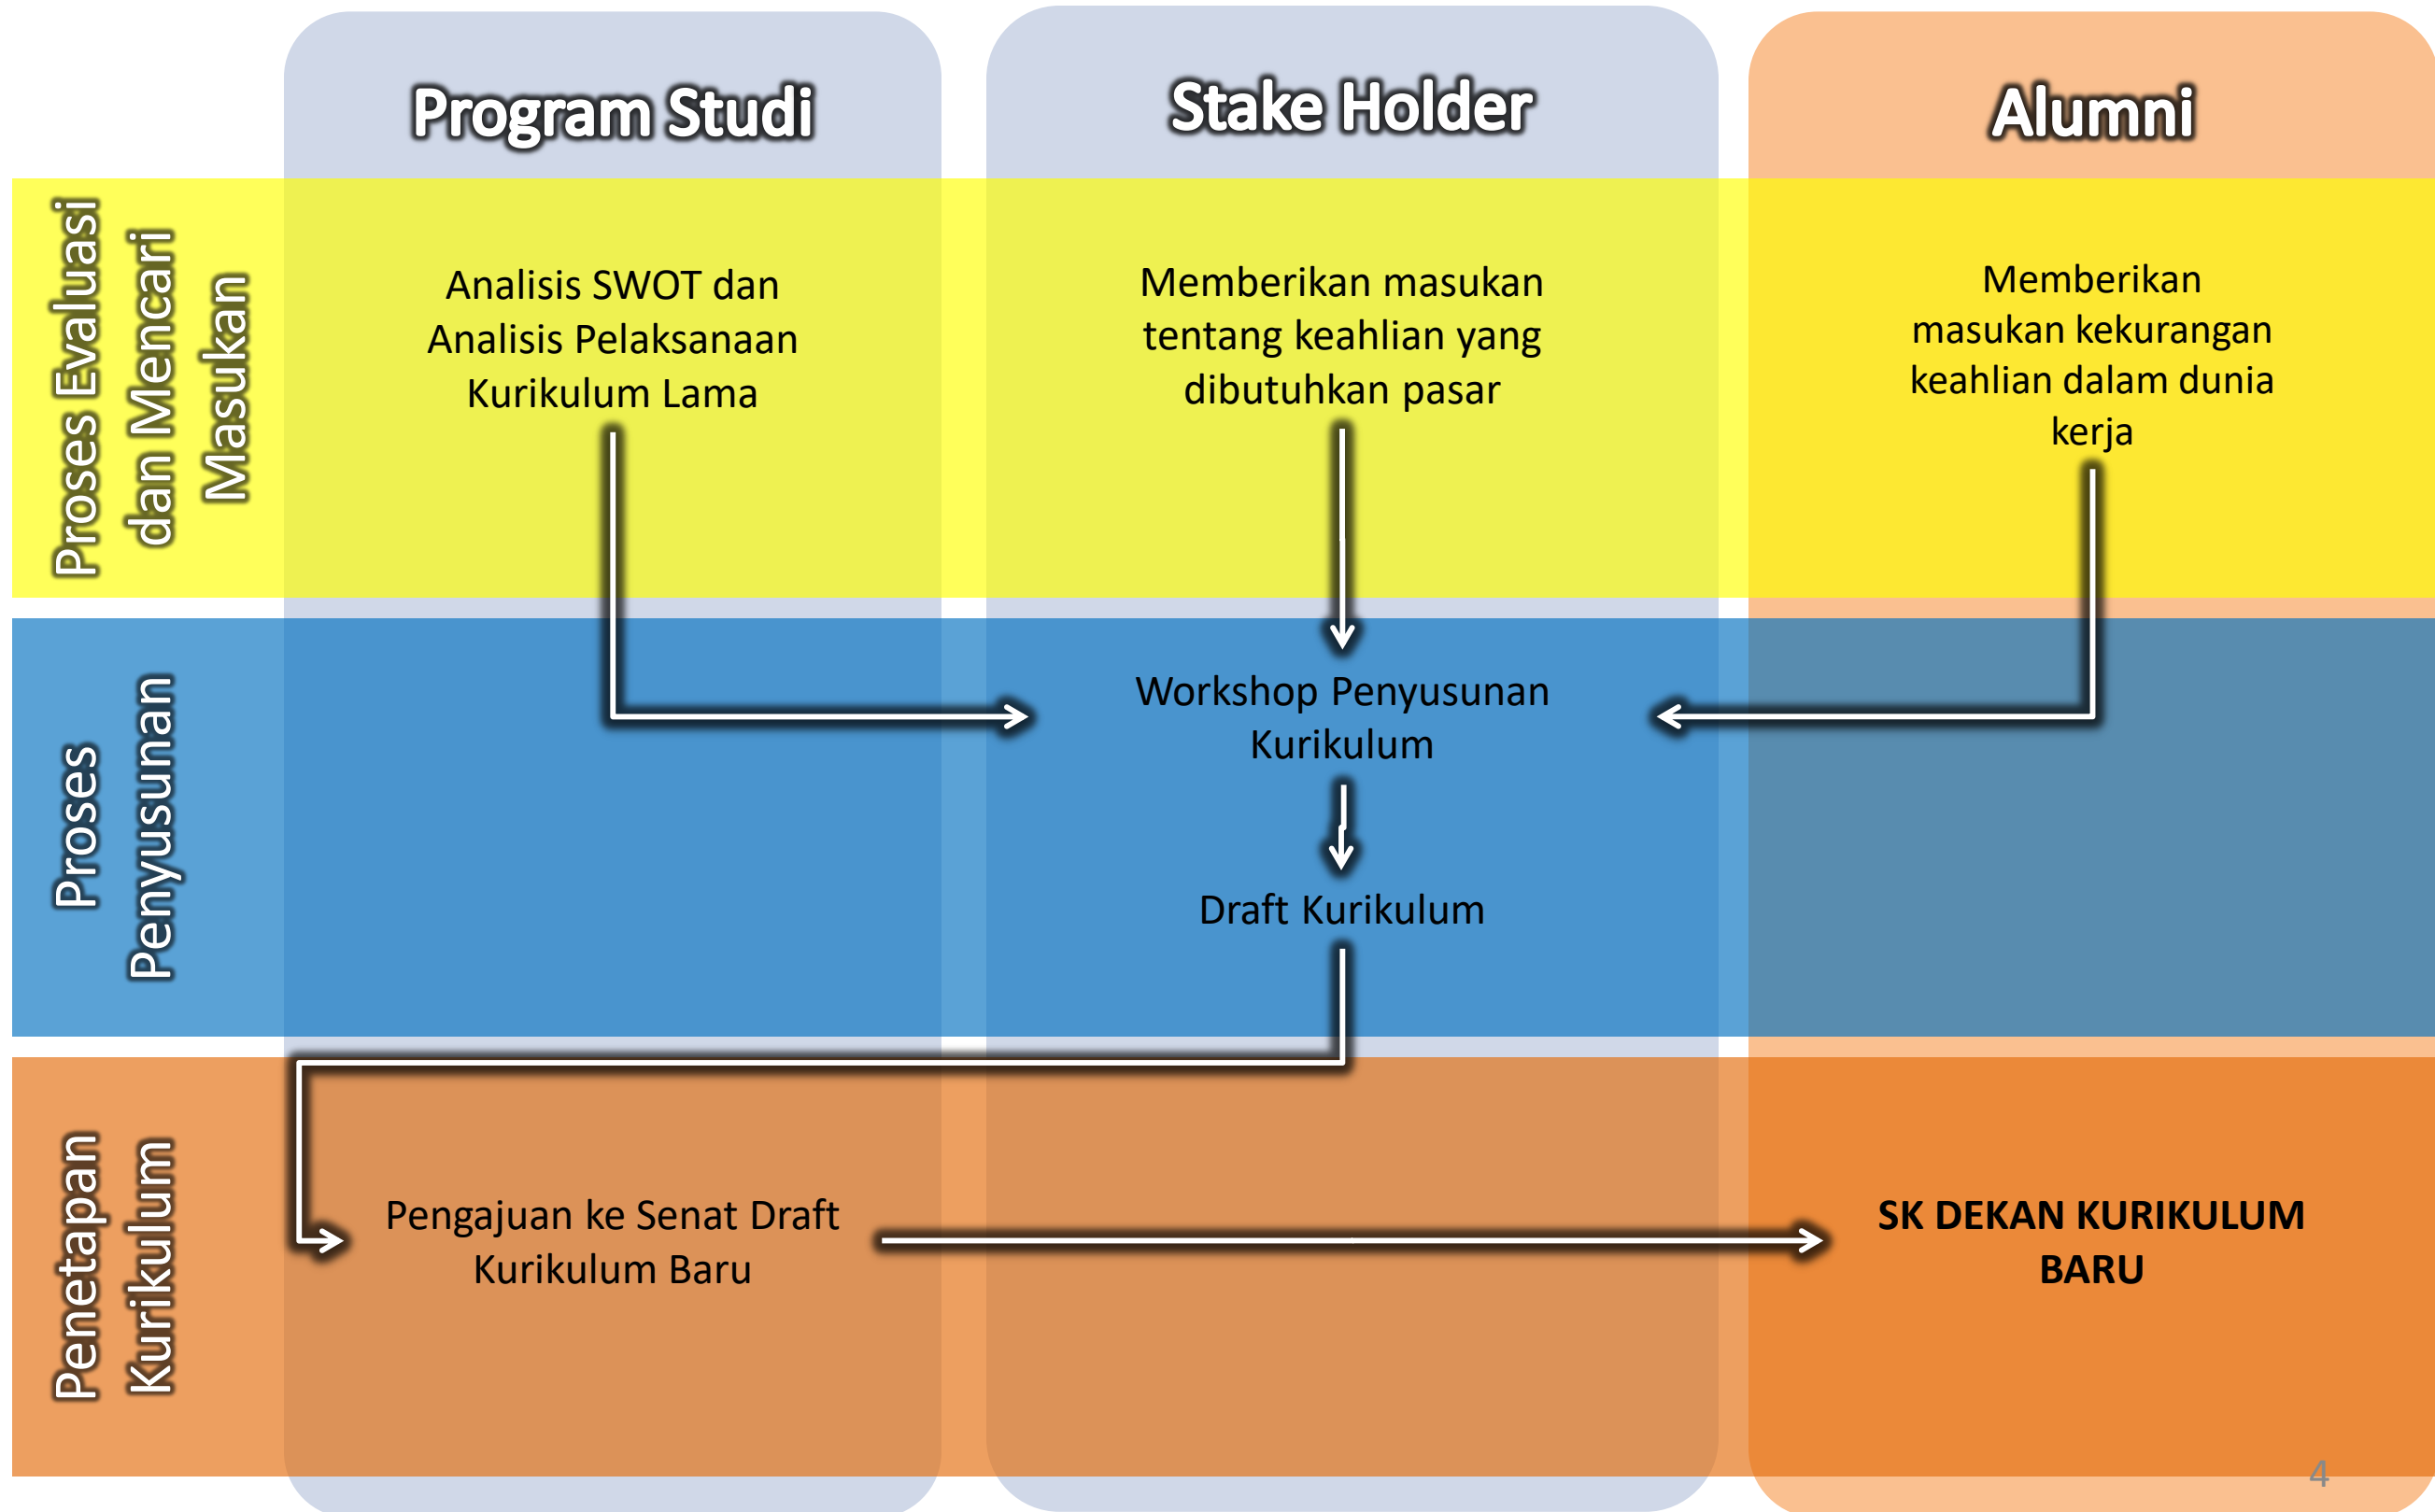 Program Studi
Stake Holder
Alumni
Proses Evaluasi
dan Mencari
Masukan
Analisis SWOT dan
Analisis Pelaksanaan
Kurikulum Lama
Memberikan masukan
tentang keahlian yang
dibutuhkan pasar
Memberikan
masukan kekurangan
keahlian dalam dunia
kerja
Proses
Penyusunan
Workshop Penyusunan
Kurikulum
Draft Kurikulum
Penetapan
Kurikulum
Pengajuan ke Senat Draft
Kurikulum Baru
SK DEKAN KURIKULUM
BARU
4